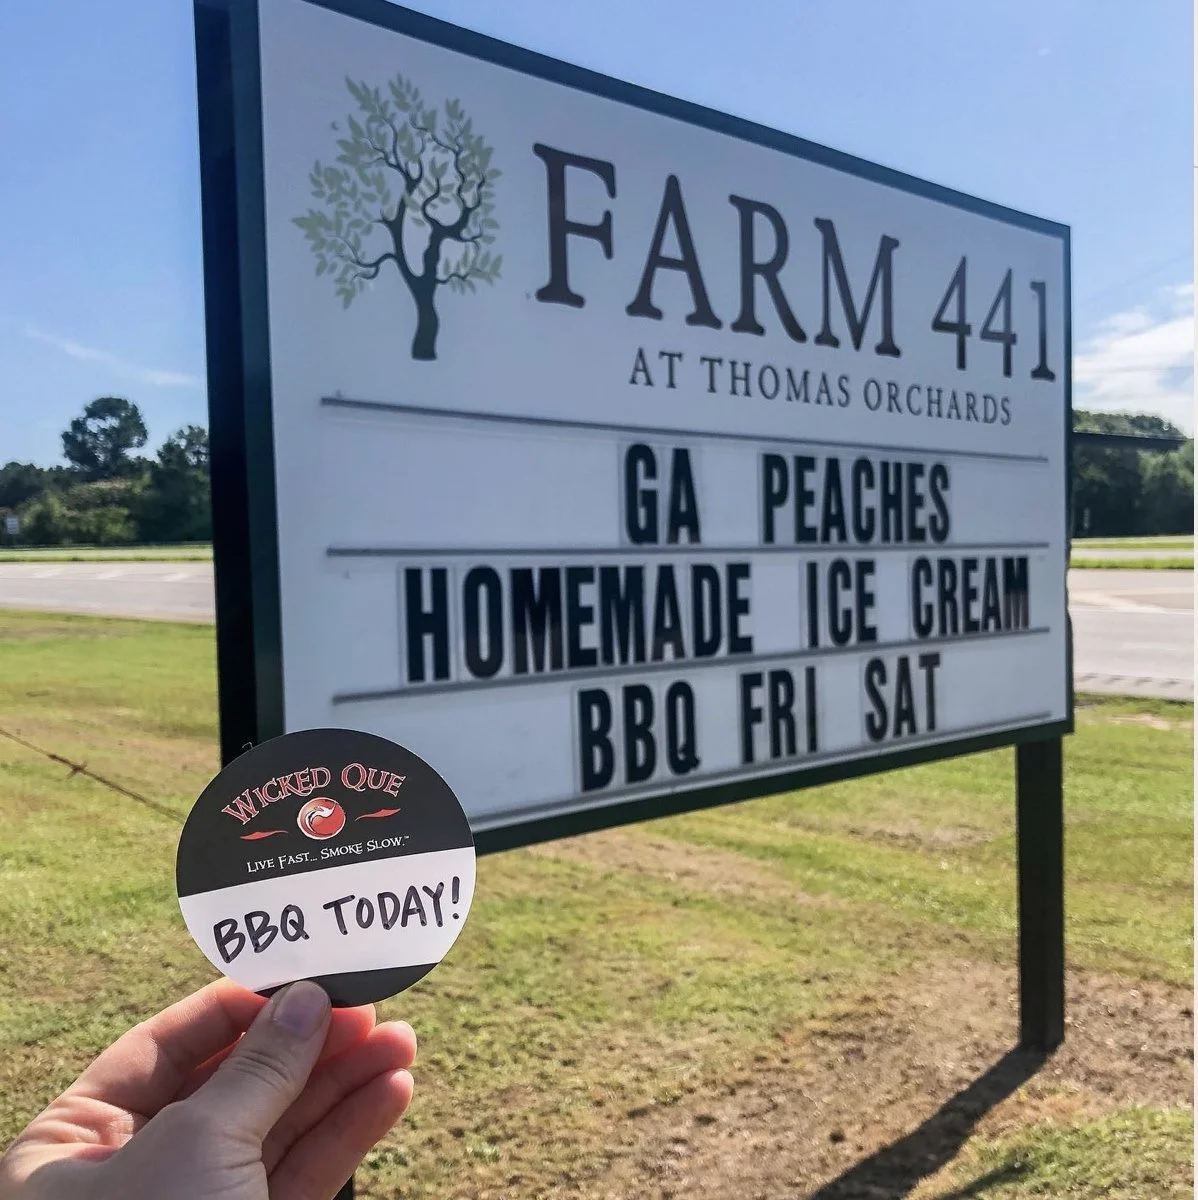 FARM 441
AT THOMAS ORCHARDS
GA PEACHES
HOMEMADE ICE CREAM
BBQ FRI SAT
WICKED QUE
LIVE FAST... SMOKE SLOW.™
BBQ TODAY!